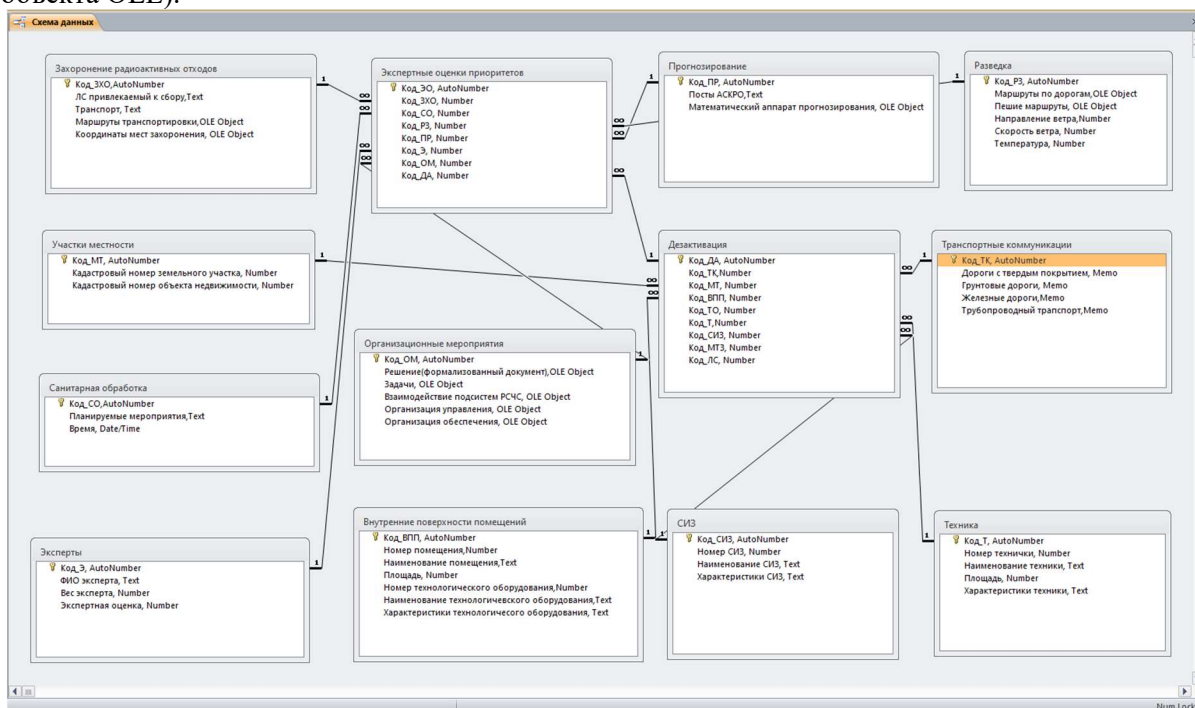 объекта OLE).
Схема данных
Захоронение радиоактивных отходов
Код_ЗХО,AutoNumber
ЛС привлекаемый к сбору,Text
Транспорт, Text
Маршруты транспортировки,OLE Object
Координаты мест захоронения, OLE Object
Экспертные оценки приоритетов
Код_ЭО, AutoNumber
Код_ЗХО, Number
Код_СО, Number
Код_РЗ, Number
Код_ПР, Number
Код_Э, Number
Код_ОМ, Number
Код_ДА, Number
Прогнозирование
Код_ПР, AutoNumber
Посты АСКРО,Text
Математический аппарат прогнозирования, OLE Object
Разведка
Код_РЗ, AutoNumber
Маршруты по дорогам,OLE Object
Пешие маршруты, OLE Object
Направление ветра,Number
Скорость ветра, Number
Температура, Number
Участки местности
Код_МТ, AutoNumber
Кадастровый номер земельного участка, Number
Кадастровый номер объекта недвижимости, Number
Дезактивация
Код_ДА, AutoNumber
Код_ТК,Number
Код_МТ, Number
Код_ВПП, Number
Код_ТО, Number
Код_Т,Number
Код_СИЗ, Number
Код_МТЗ, Number
Код_ЛС, Number
Транспортные коммуникации
Код_ТК, AutoNumber
Дороги с твердым покрытием, Memo
Грунтовые дороги, Memo
Железные дороги,Memo
Трубопроводный транспорт,Memo
Организационные мероприятия
Код_ОМ, AutoNumber
Решение(формализованный документ),OLE Object
Задачи, OLE Object
Взаимодействие подсистем РСЧС, OLE Object
Организация управления, OLE Object
Организация обеспечения, OLE Object
Санитарная обработка
Код_СО,AutoNumber
Планируемые мероприятия,Text
Время, Date/Time
Внутренние поверхности помещений
Код_ВПП, AutoNumber
Номер помещения,Number
Наименование помещения,Text
Площадь, Number
Номер технологического оборудования,Number
Наименование технологичевского оборудования,Text
Характеристики технологичесого оборудования, Text
СИЗ
Код_СИЗ, AutoNumber
Номер СИЗ, Number
Наименование СИЗ, Text
Характеристики СИЗ, Text
Техника
Код_Т, AutoNumber
Номер технички, Number
Наименование техники, Text
Площадь, Number
Характеристики техники, Text
Эксперты
Код_Э, AutoNumber
ФИО эксперта, Text
Вес эксперта, Number
Экспертная оценка, Number
Num Lock